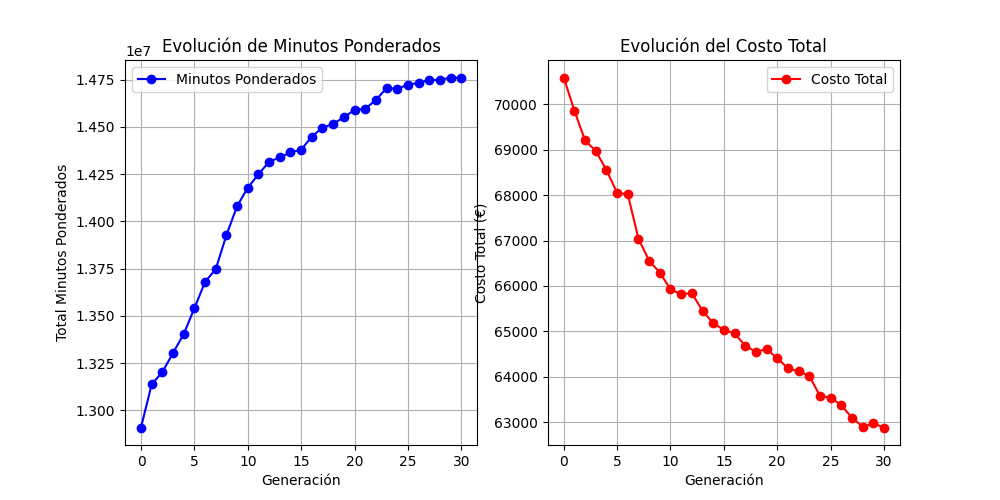 Evolución de Minutos Ponderados
1e7
Minutos Ponderados
Total Minutos Ponderados
1.475
1.450
1.425
1.400
1.375
1.350
1.325
1.300
0 5 10 15 20 25 30
Generación
Evolución del Costo Total
Costo Total
Costo Total (€)
70000
69000
68000
67000
66000
65000
64000
63000
0 5 10 15 20 25 30
Generación